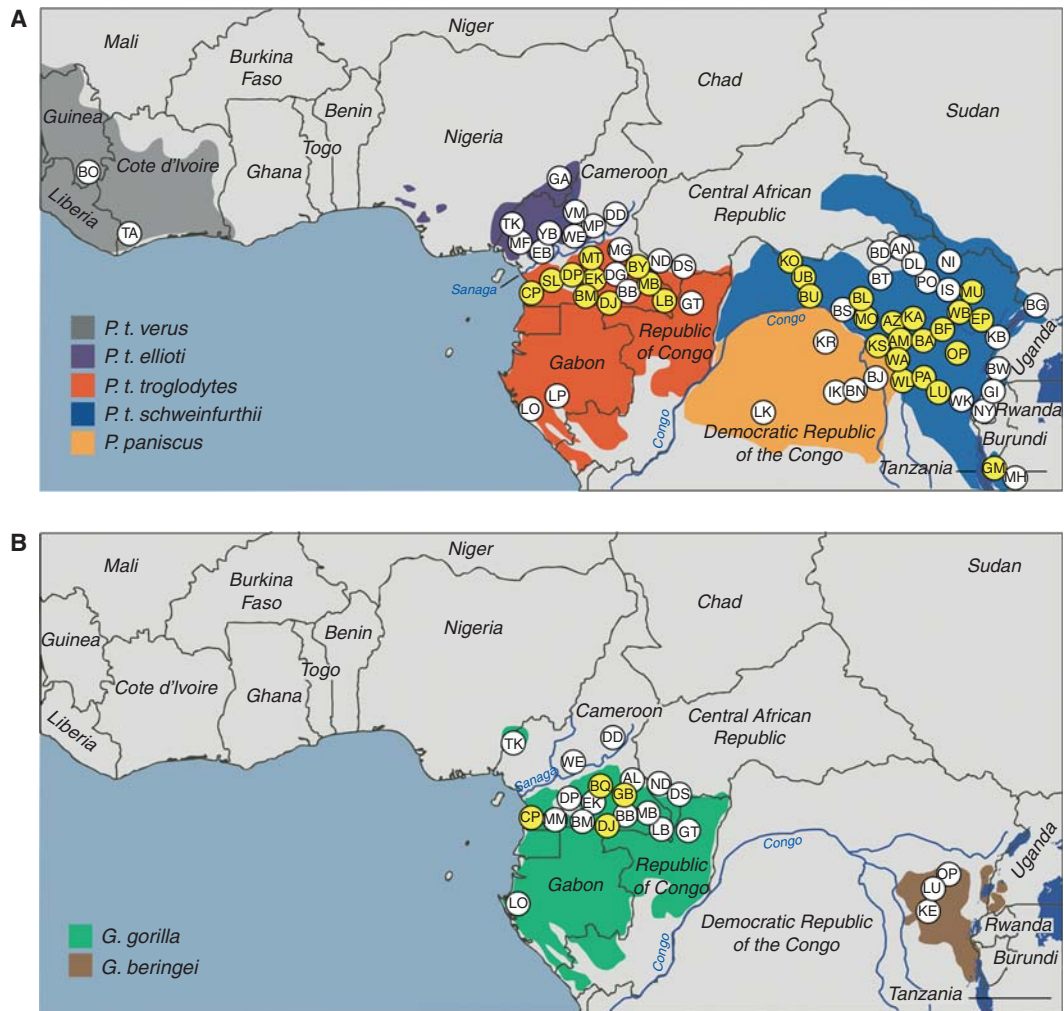 A
Mali
Niger
Burkina
Faso
Chad
Sudan
Guinea
Benin
Nigeria
Togo
Cote d'Ivoire
Ghana
Liberia
Cameroon
Central African
Republic
BO
TA
GA
TK
MF
EB
YB
VM
WE
MP
DD
Sanaga
MG
MT
CP
SL
DP
EK
DG
BY
ND
DS
BM
DJ
BB
MB
LB
GT
Republic
of Congo
Gabon
LO
LP
Congo
KO
UB
BU
BD
AN
DL
NI
BT
PO
IS
MU
BL
BS
MO
AZ
KA
WB
EP
BG
Congo
KR
KS
AM
BA
BF
KB
WA
OP
Uganda
IK
BN
BJ
WL
PA
LU
WK
BW
GI
NY
Rwanda
LK
Democratic Republic
of the Congo
Burundi
Tanzania
GM
MH
P. t. verus
P. t. ellioti
P. t. troglodytes
P. t. schweinfurthii
P. paniscus
B
Mali
Niger
Burkina
Faso
Chad
Sudan
Guinea
Benin
Nigeria
Togo
Cote d'Ivoire
Ghana
Liberia
Cameroon
Central African
Republic
TK
WE
DD
Sanaga
BQ
AL
ND
DS
DP
EK
GB
CP
MM
BM
DJ
BB
MB
LB
GT
Congo
Republic
of Congo
Gabon
LO
Congo
Democratic Republic
of the Congo
OP
LU
KE
Uganda
Rwanda
Burundi
Tanzania
G. gorilla
G. beringei